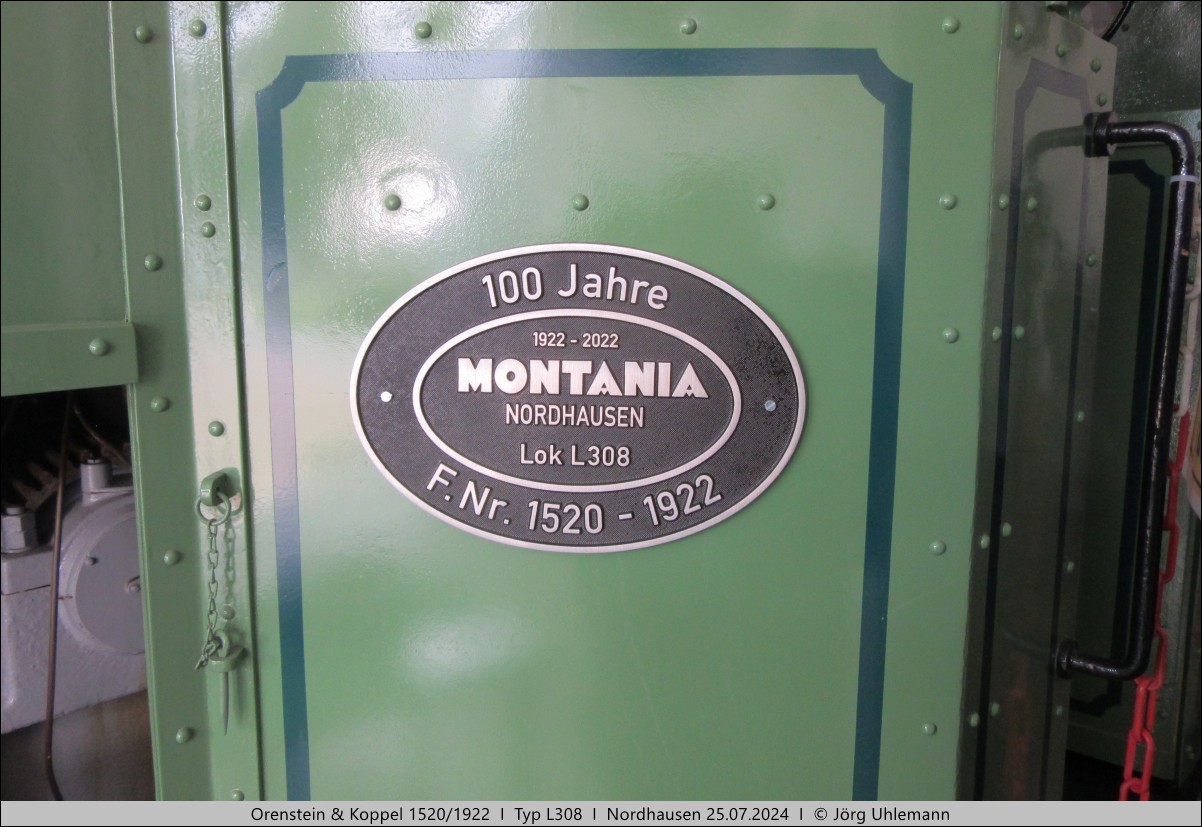 100 Jahre
1922 - 2022
MONTANIA
NORDHAUSEN
Lok L308
F.Nr. 1520 - 1922
Orenstein & Koppel 1520/1922 I Typ L308 I Nordhausen 25.07.2024 I © Jörg Uhlemann